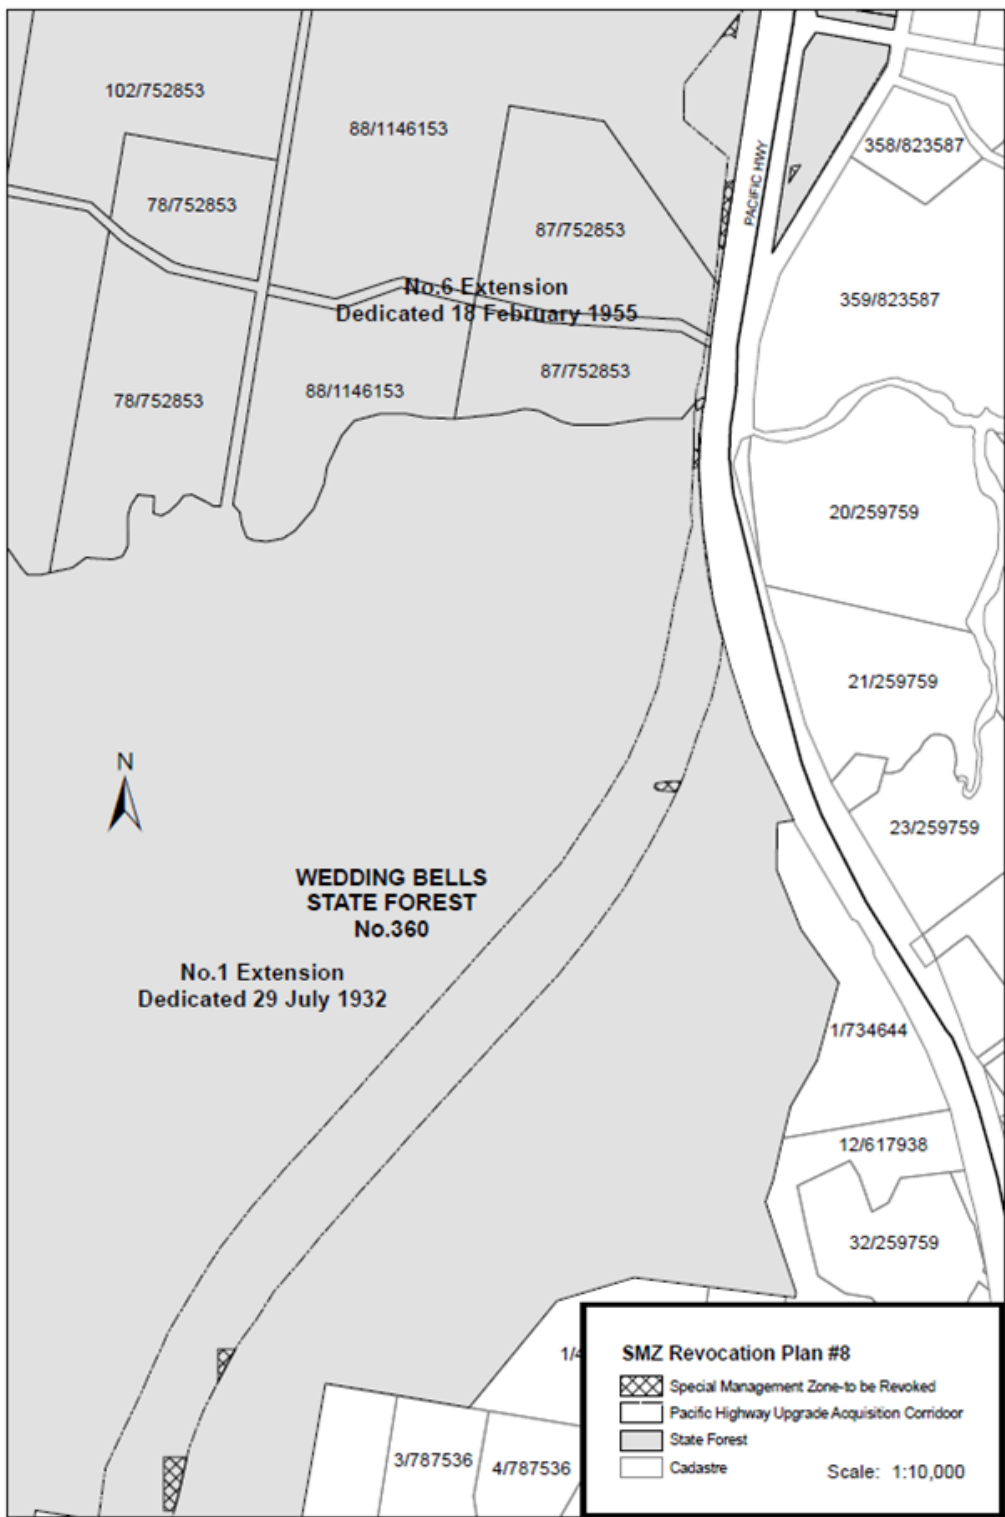 102/752853
88/1146153
358/823587
PACIFIC HWY
78/752853
87/752853
No.6 Extension
Dedicated 18 February 1955
359/823587
78/752853
88/1146153
87/752853
20/259759
21/259759
N
23/259759
WEDDING BELLS
STATE FOREST
No.360
No.1 Extension
Dedicated 29 July 1932
1/734644
12/617938
32/259759
3/787536
4/787536
SMZ Revocation Plan #8
Special Management Zone-to be Revoked
Pacific Highway Upgrade Acquisition Corridoor
State Forest
Cadastre
Scale: 1:10,000